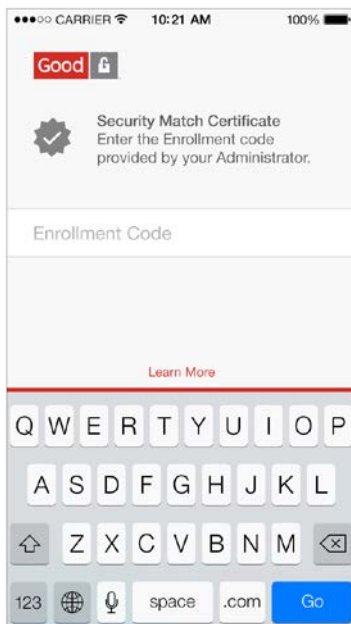 CARRIER 10:21 AM 100%
Good
Security Match Certificate
Enter the Enrollment code
provided by your Administrator.
Enrollment Code
Learn More
Q W E R T Y U I O P
A S D F G H J K L
Z X C V B N M
123 space .com Go